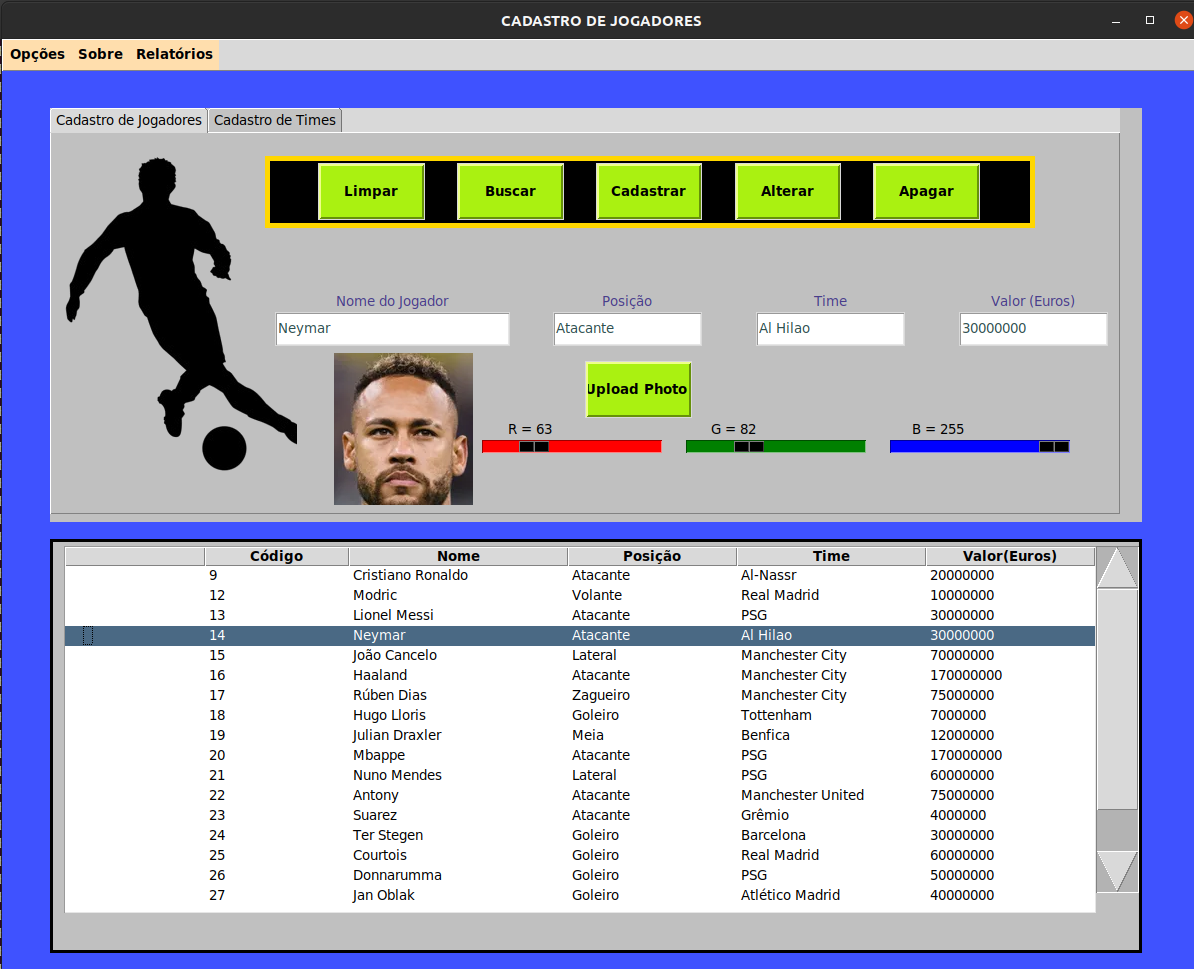 CADASTRO DE JOGADORES
Opções Sobre Relatórios
Cadastro de Jogadores Cadastro de Times
Limpar Buscar Cadastrar Alterar Apagar
Nome do Jogador Posição Time Valor (Euros)
Neymar Atacante Al Hilao 30000000
Upload Photo
R = 63 G = 82 B = 255
Código Nome Posição Time Valor(Euros)
9 Cristiano Ronaldo Atacante Al-Nassr 20000000
12 Modric Volante Real Madrid 10000000
13 Lionel Messi Atacante PSG 30000000
14 Neymar Atacante Al Hilao 30000000
15 João Cancelo Lateral Manchester City 70000000
16 Haaland Atacante Manchester City 170000000
17 Rúben Dias Zagueiro Manchester City 75000000
18 Hugo Lloris Goleiro Tottenham 7000000
19 Julian Draxler Meia Benfica 12000000
20 Mbappe Atacante PSG 170000000
21 Nuno Mendes Lateral PSG 60000000
22 Antony Atacante Manchester United 75000000
23 Suarez Atacante Grêmio 4000000
24 Ter Stegen Goleiro Barcelona 30000000
25 Courtois Goleiro Real Madrid 60000000
26 Donnarumma Goleiro PSG 50000000
27 Jan Oblak Goleiro Atlético Madrid 40000000